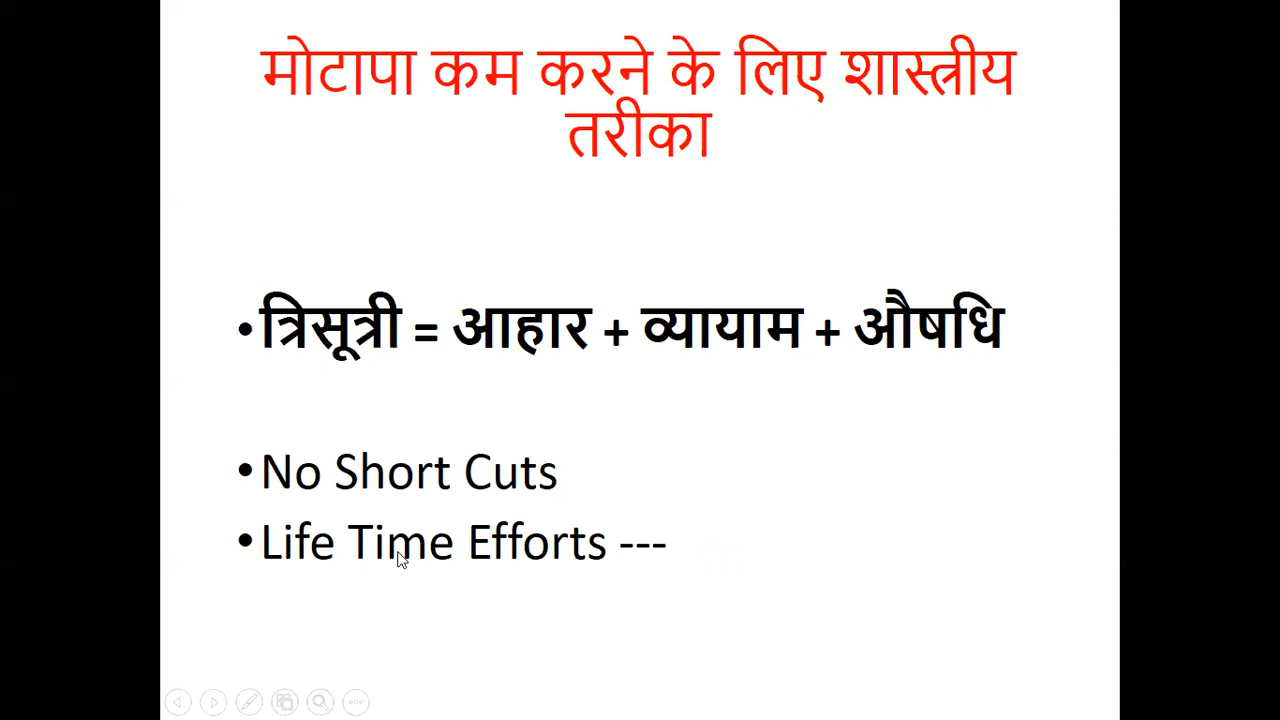 मोटापा कम करने के लिए शास्त्रीय
तरीका
• त्रिसूत्री = आहार + व्यायाम + औषधि
• No Short Cuts
• Life Time Efforts ---